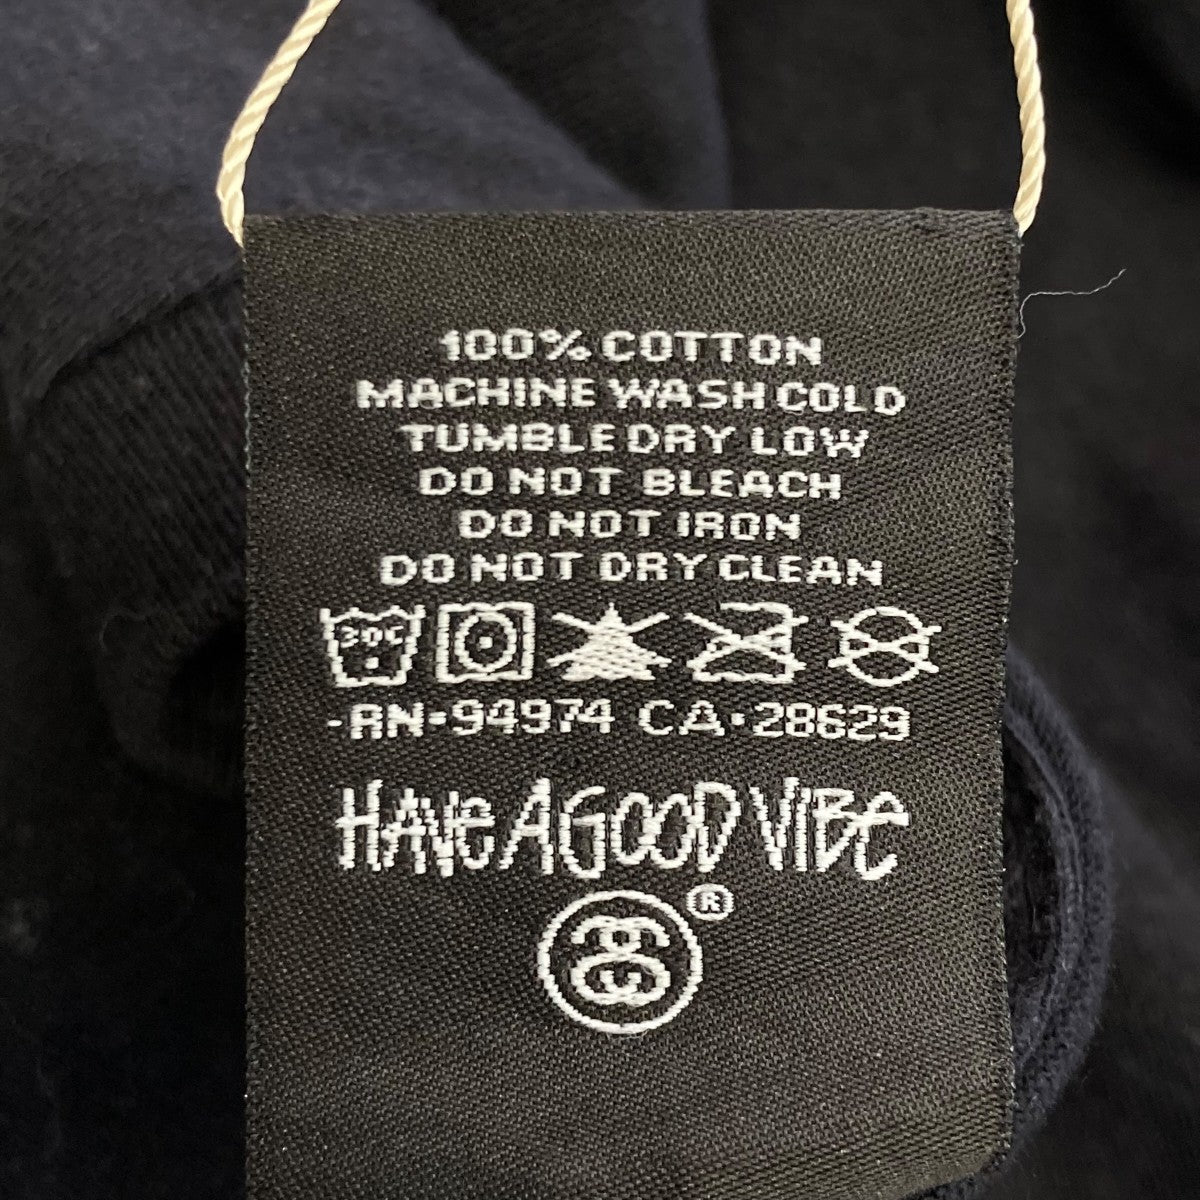 100% COTTON
MACHINE WASH COLD
TUMBLE DRY LOW
DO NOT BLEACH
DO NOT IRON
DO NOT DRY CLEAN
30C
-RN=94974 CA·28629
HAVE A GOOD VIBE
®